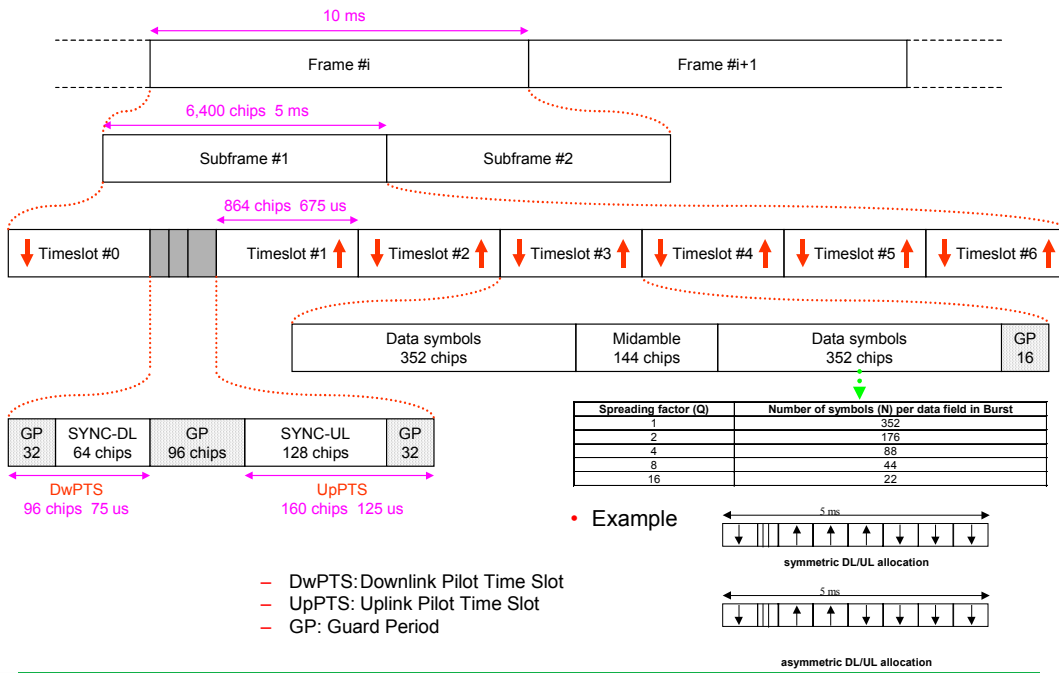 10 ms
Frame #i
Frame #i+1
6,400 chips 5 ms
Subframe #1
Subframe #2
864 chips 675 us
Timeslot #0
Timeslot #1
Timeslot #2
Timeslot #3
Timeslot #4
Timeslot #5
Timeslot #6
Data symbols
352 chips
Midamble
144 chips
Data symbols
352 chips
GP
16
GP
32
SYNC-DL
64 chips
GP
96 chips
SYNC-UL
128 chips
GP
32
DwPTS
96 chips 75 us
UpPTS
160 chips 125 us
Spreading factor (Q) Number of symbols (N) per data field in Burst
1 352
2 176
4 88
8 44
16 22
• Example
5 ms
symmetric DL/UL allocation
5 ms
asymmetric DL/UL allocation
– DwPTS: Downlink Pilot Time Slot
– UpPTS: Uplink Pilot Time Slot
– GP: Guard Period